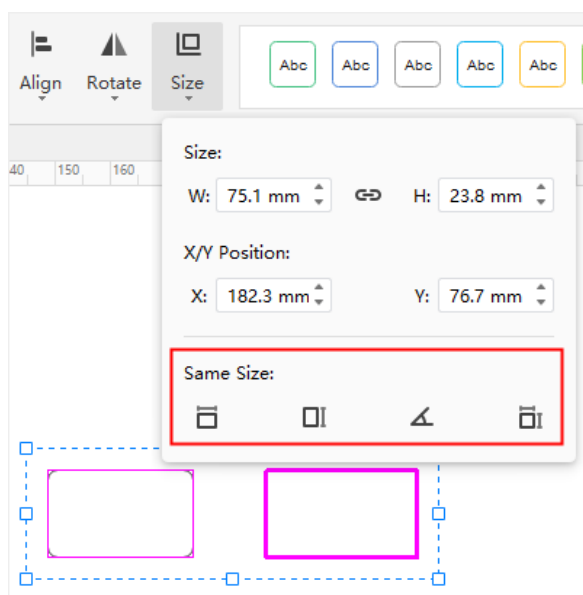 Align Rotate Size
Abc Abc Abc Abc Abc
40 150 160
Size:
W: 75.1 mm H: 23.8 mm
X/Y Position:
X: 182.3 mm Y: 76.7 mm
Same Size: